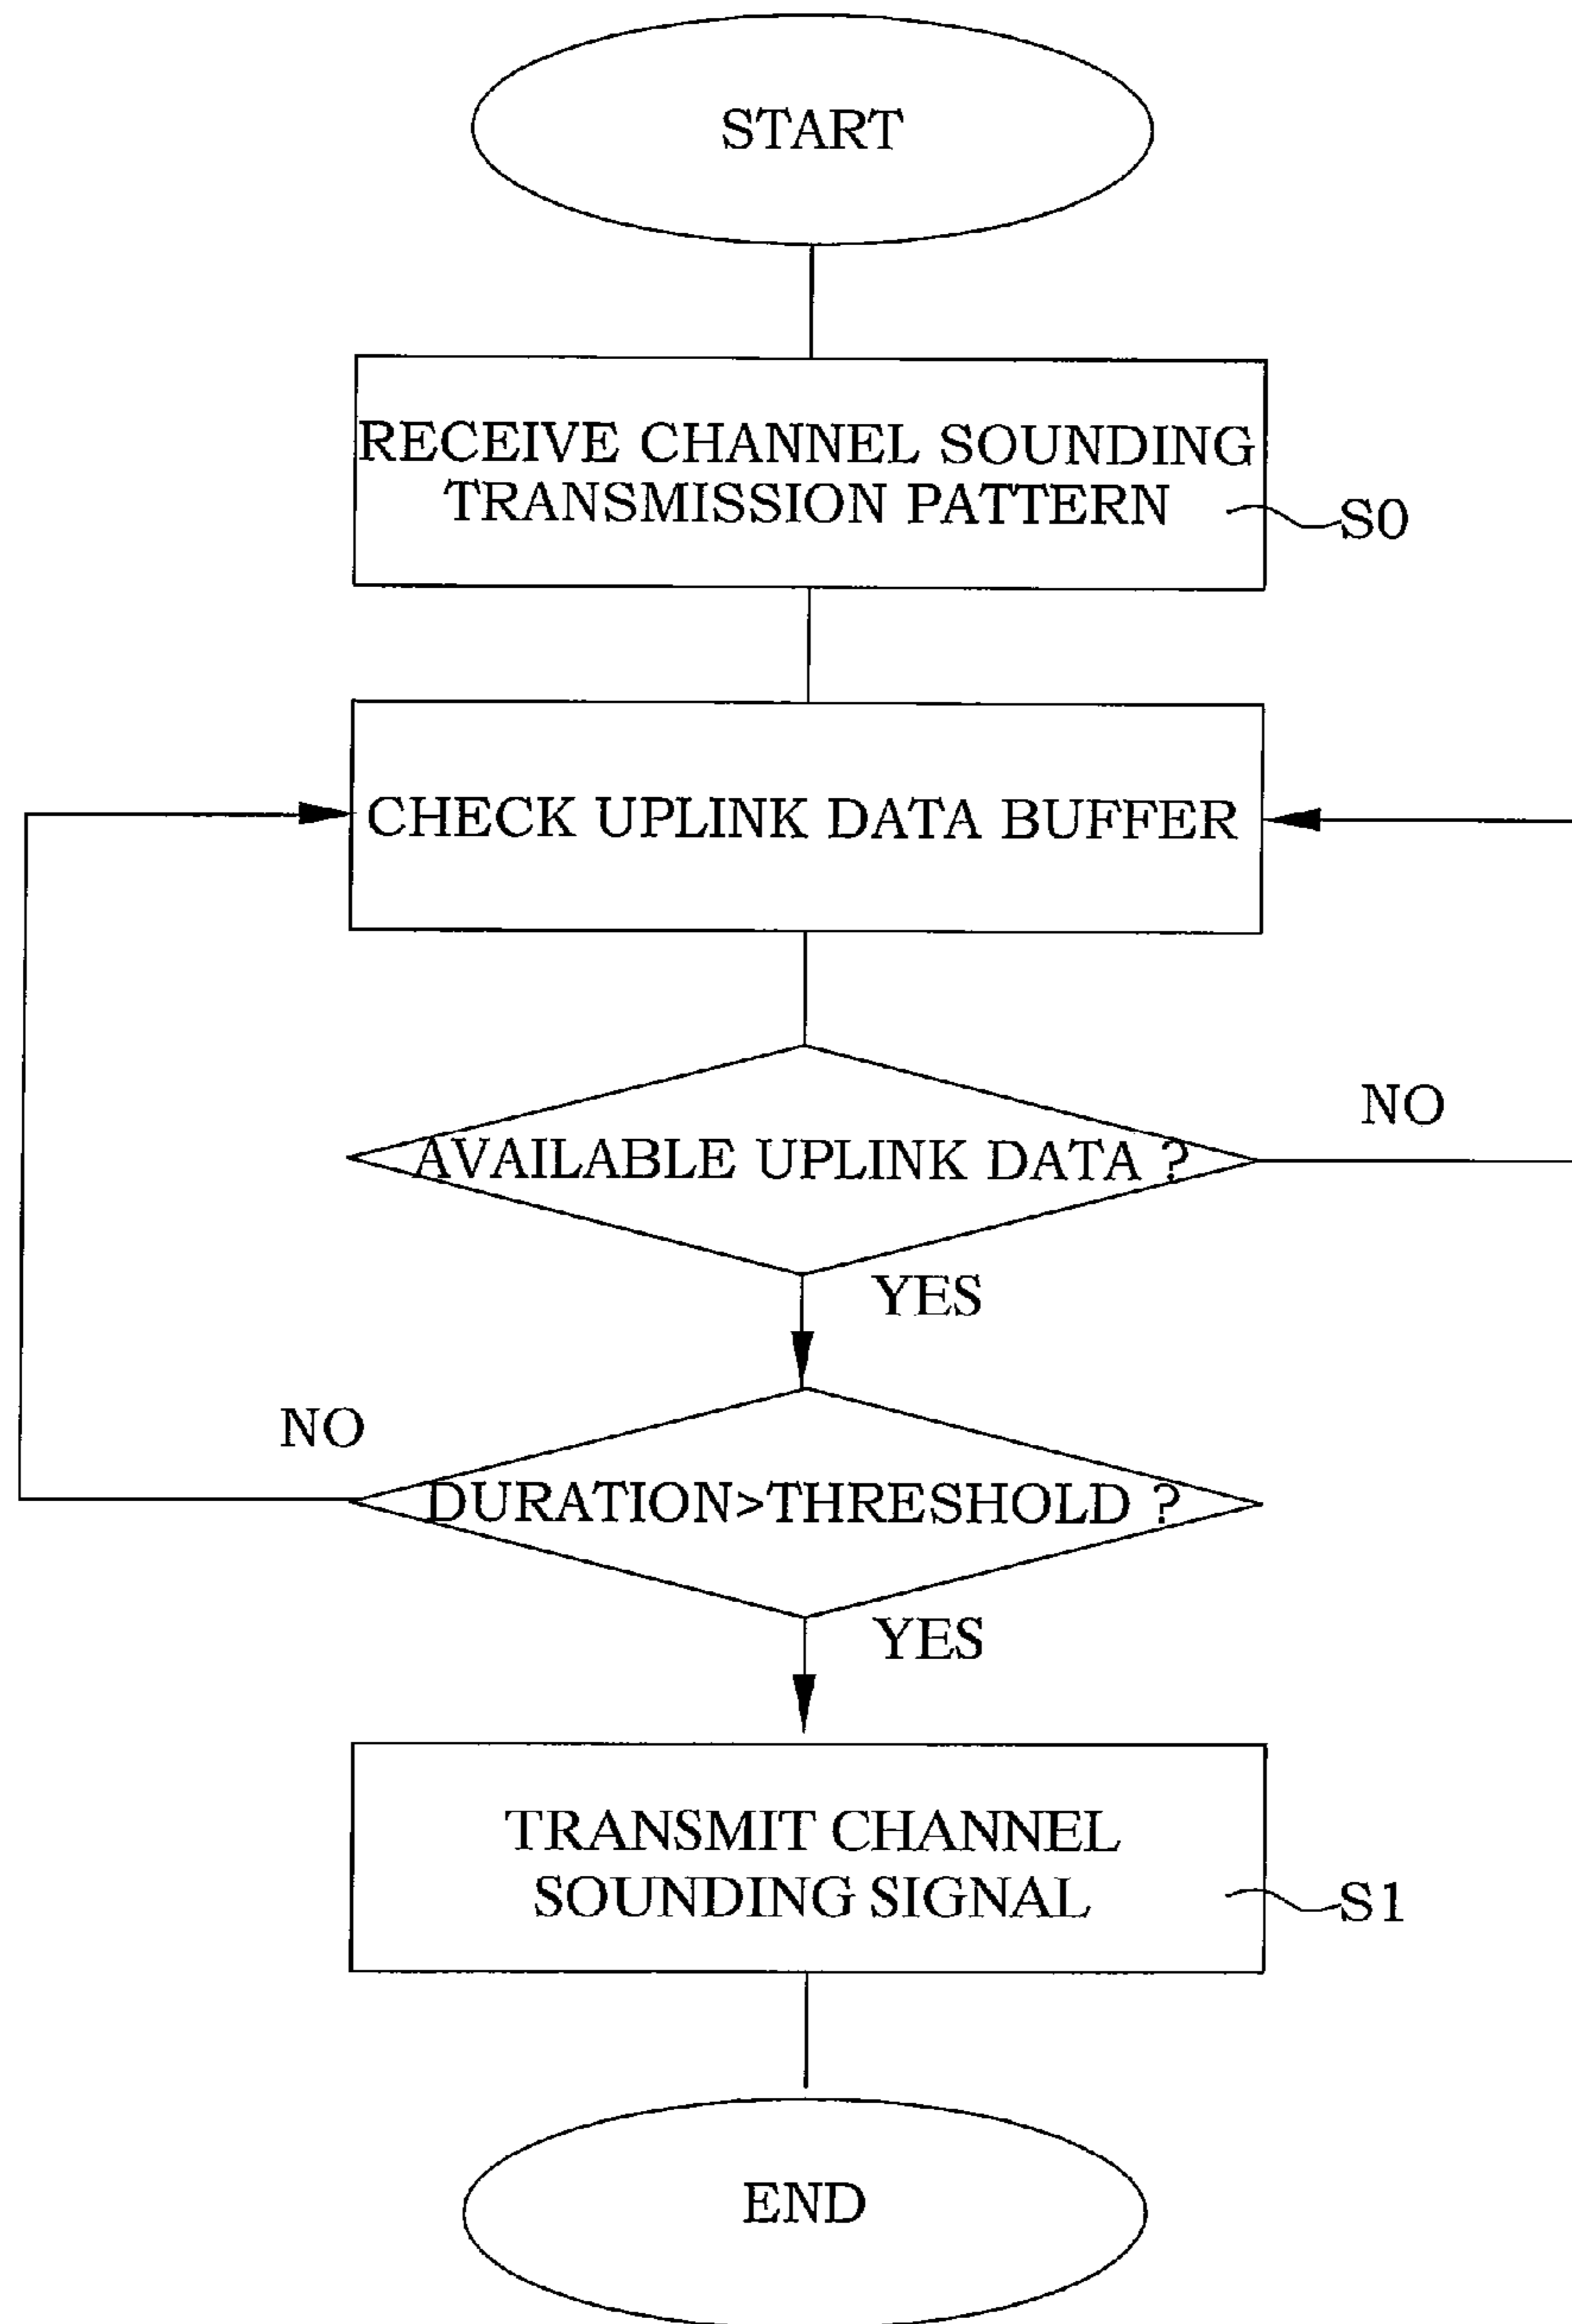 START
RECEIVE CHANNEL SOUNDING
TRANSMISSION PATTERN
S0
CHECK UPLINK DATA BUFFER
AVAILABLE UPLINK DATA ?
NO
YES
NO
DURATION>THRESHOLD ?
YES
TRANSMIT CHANNEL
SOUNDING SIGNAL
S1
END